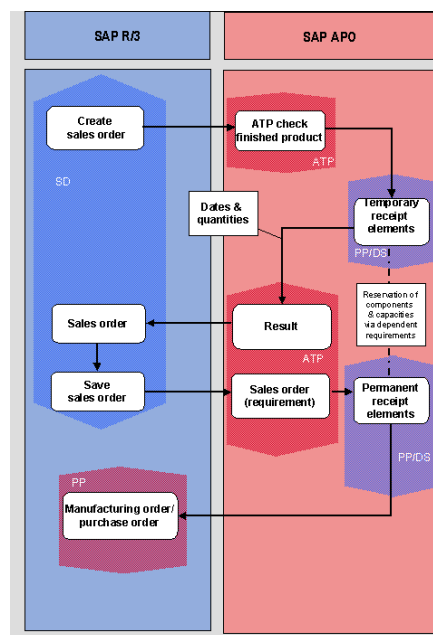 SAP R/3
SAP APO
Create
sales order
ATP check
finished product
ATP
SD
Dates &
quantities
Temporary
receipt
elements
PP/DS
Reservation of
components
& capacities
via dependent
requirements
Sales order
Result
ATP
Save
sales order
Sales order
(requirement)
Permanent
receipt
elements
PP/DS
PP
Manufacturing order/
purchase order